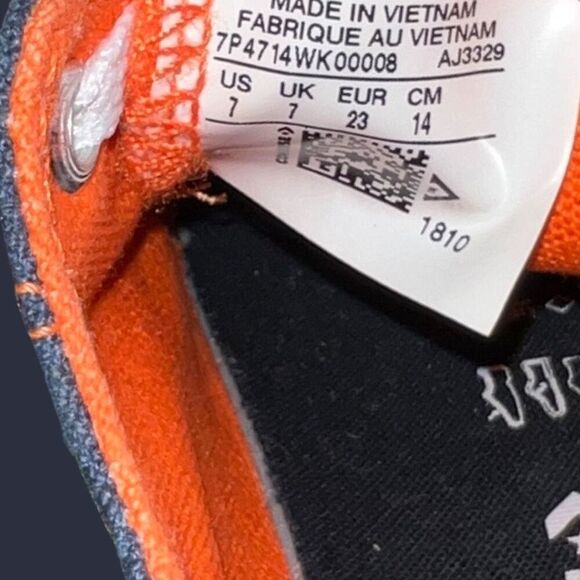 MADE IN VIETNAM
FABRIQUE AU VIETNAM
7P4714WK00008 AJ3329
US UK EUR CM
7 7 23 14
1810